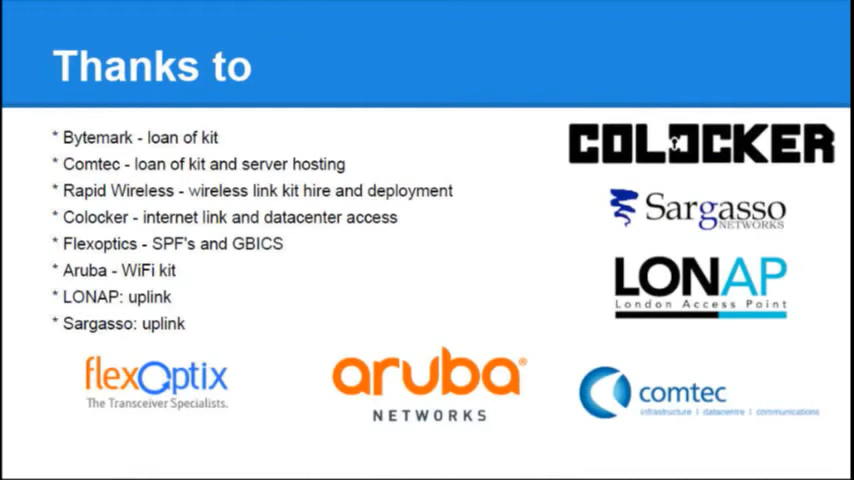 Thanks to
* Bytemark - loan of kit
* Comtec - loan of kit and server hosting
* Rapid Wireless - wireless link kit hire and deployment
* Colocker - internet link and datacenter access
* Flexoptics - SPF's and GBICS
* Aruba - WiFi kit
* LONAP: uplink
* Sargasso: uplink
COLOCKER
Sargasso
NETWORKS
LONAP
London Access Point
flexOptix
The Transceiver Specialists.
aruba®
NETWORKS
comtec
infrastructure | datacentre | communications